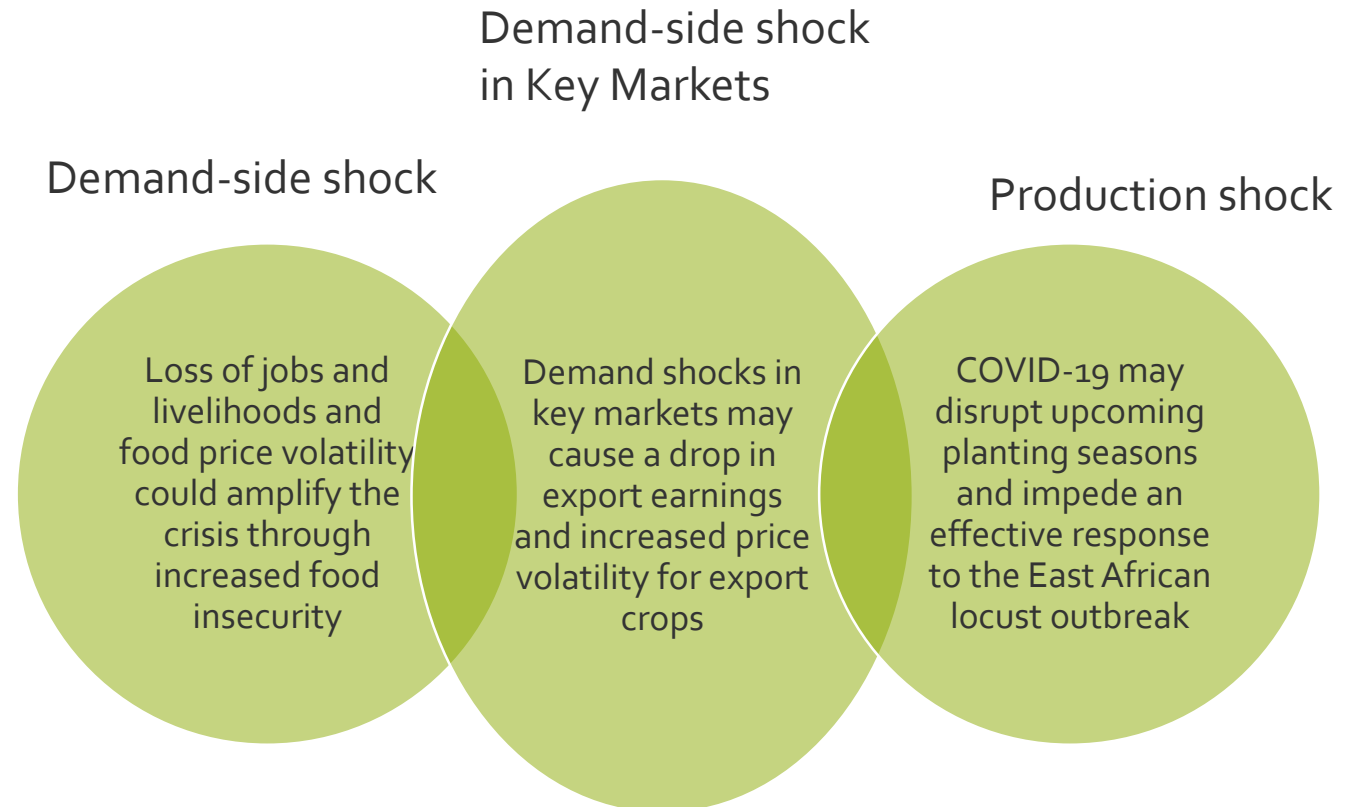 Demand-side shock
in Key Markets
Demand-side shock
Production shock
Loss of jobs and
livelihoods and
food price volatility
could amplify the
crisis through
increased food
insecurity
Demand shocks in
key markets may
cause a drop in
export earnings
and increased price
volatility for export
crops
COVID-19 may
disrupt upcoming
planting seasons
and impede an
effective response
to the East African
locust outbreak